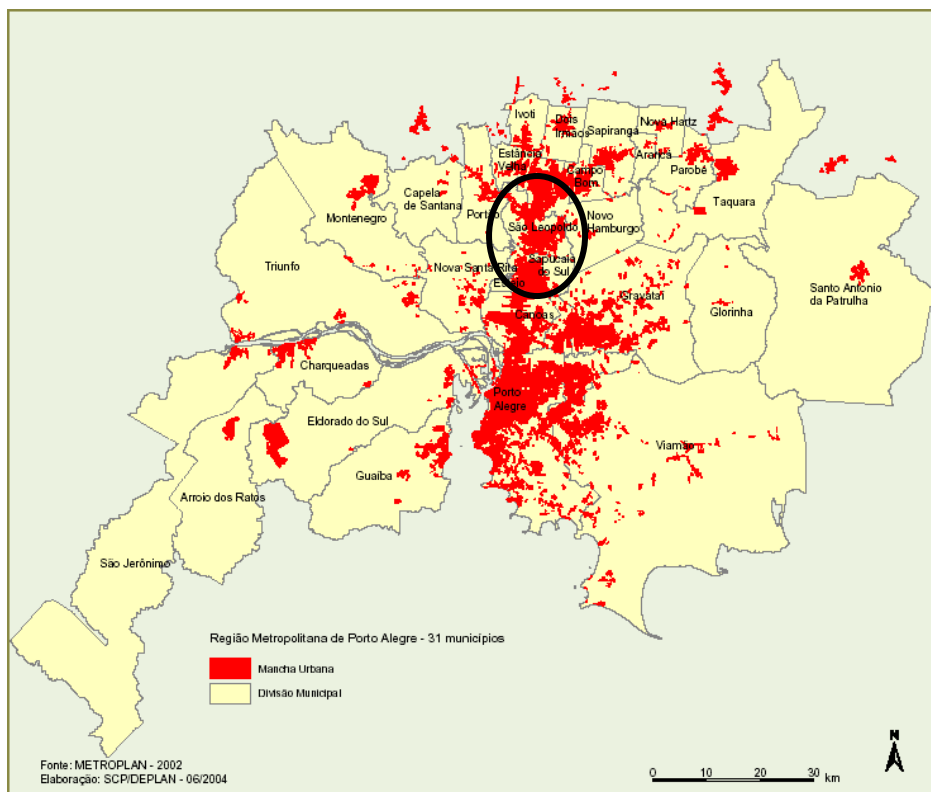 Ivoti
Dois
Irmãos
Sapiranga
Nova Hartz
Estância
Velha
Campo
Bom
Araricá
Parobé
Taquara
Capela
de Santana
Montenegro
Portão
São Leopoldo
Novo
Hamburgo
Triunfo
Nova Santa Rita
Sapucaia
do Sul
Esteio
Santo Antonio
da Patrulha
Gravataí
Glorinha
Canoas
Charqueadas
Porto
Alegre
Eldorado do Sul
Viamão
Guaíba
Arroio dos Ratos
São Jerônimo
Região Metropolitana de Porto Alegre - 31 municípios
Mancha Urbana
Divisão Municipal
N
Fonte: METROPLAN - 2002
Elaboração: SCP/DEPLAN - 06/2004
0 10 20 30 km